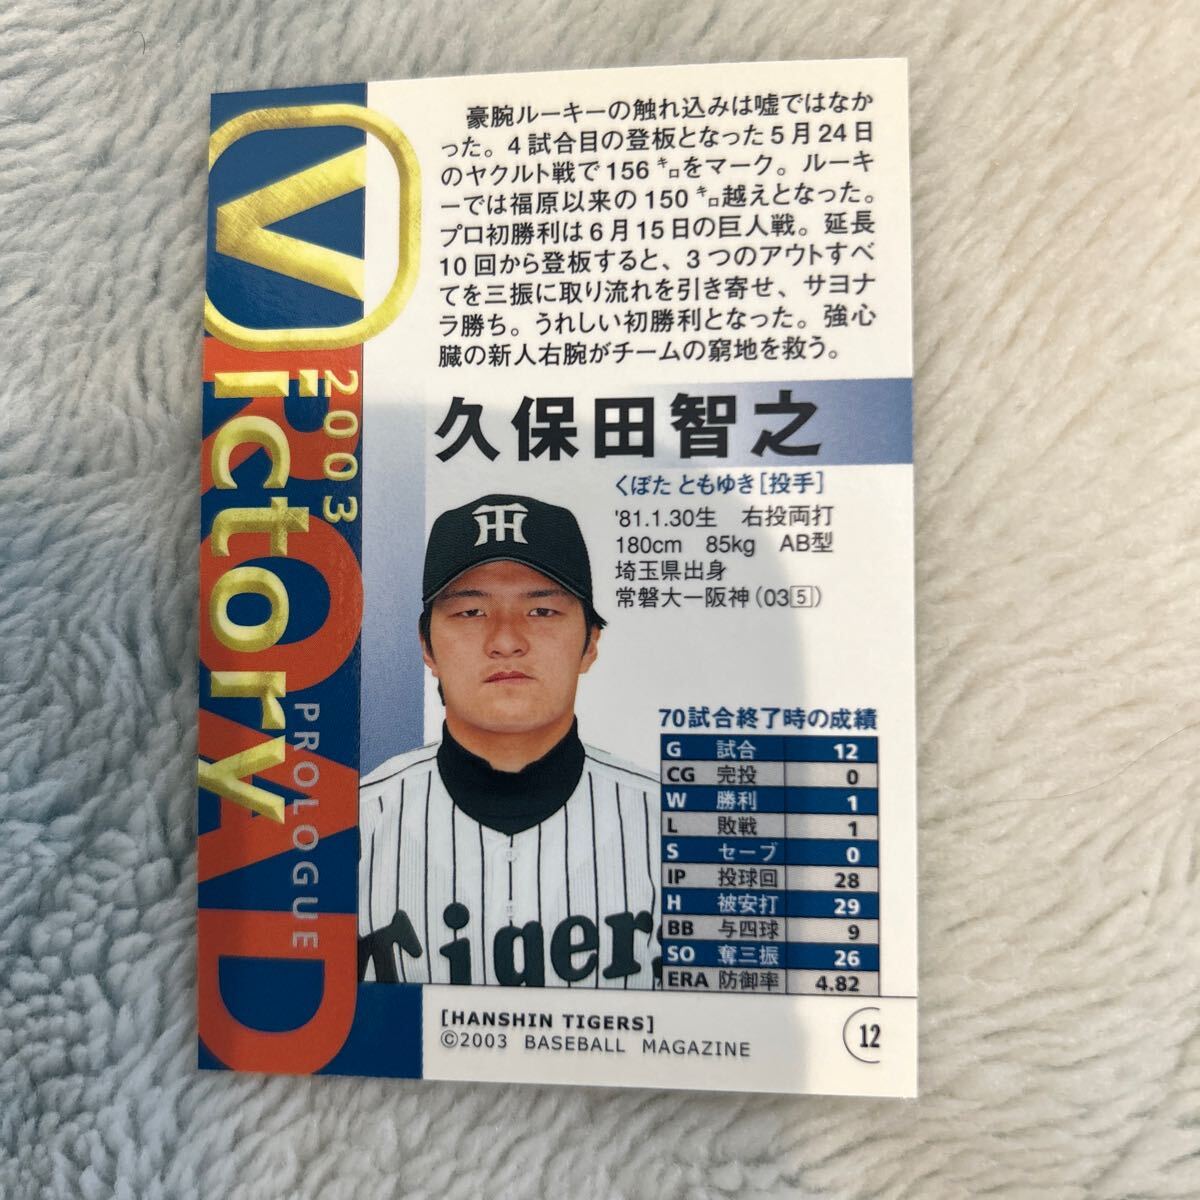 豪腕ルーキーの触れ込みは嘘ではなか
った。4試合目の登板となった5月24日
のヤクルト戦で156㌔をマーク。ルーキ
ーでは福原以来の150㌔越えとなった。
プロ初勝利は6月15日の巨人戦。延長
10回から登板すると、3つのアウトすべ
てを三振に取り流れを引き寄せ、サヨナ
ラ勝ち。うれしい初勝利となった。強心
臓の新人右腕がチームの窮地を救う。
久保田智之
くぼた ともゆき[投手]
'81.1.30生 右投両打
180cm 85kg AB型
埼玉県出身
常磐大ー阪神(03⑤)
70試合終了時の成績
G 試合 12
CG 完投 0
W 勝利 1
L 敗戦 1
S セーブ 0
IP 投球回 28
H 被安打 29
BB 与四球 9
SO 奪三振 26
ERA 防御率 4.82
[HANSHIN TIGERS]
©2003 BASEBALL MAGAZINE
12
Victory
2003
ROAD
PROLOGUE
TH
Tigers